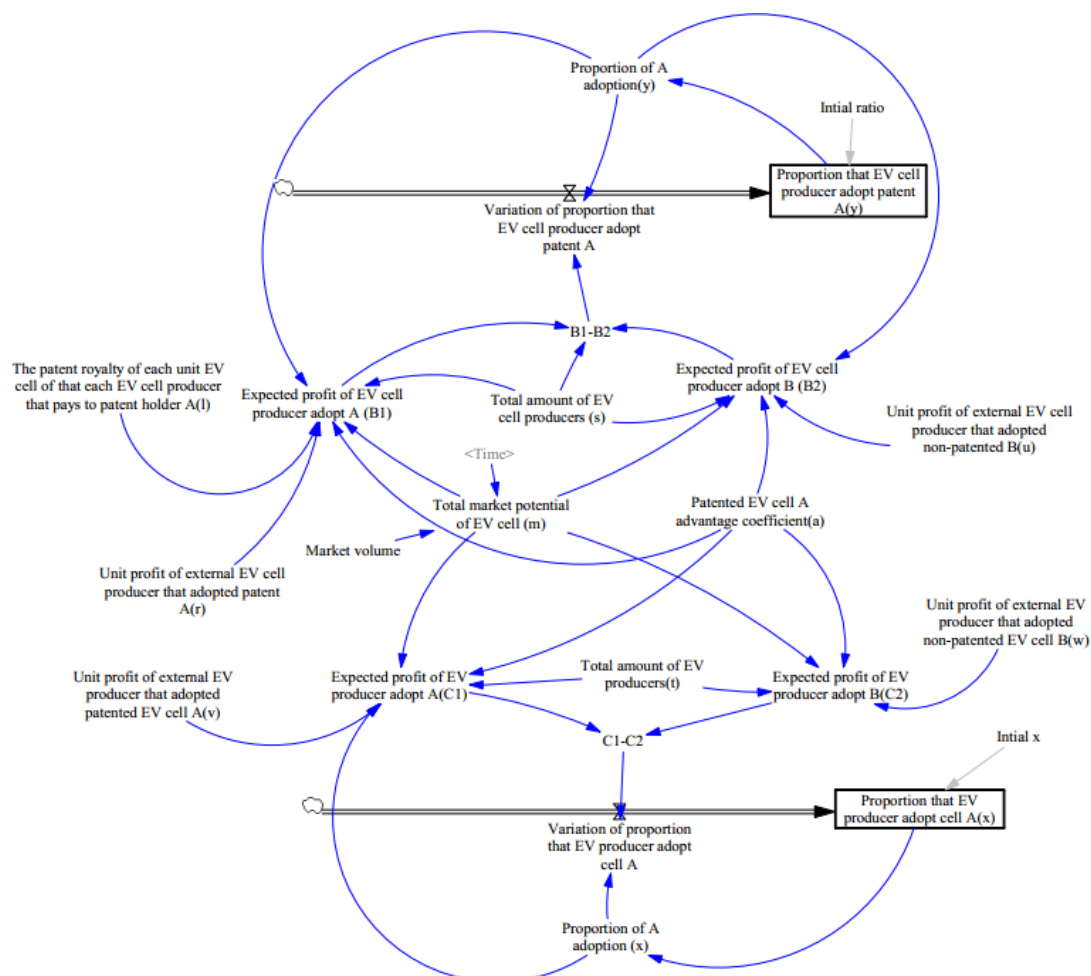 Proportion of A
adoption(y)
Intial ratio
Proportion that EV cell
producer adopt patent
A(y)
Variation of proportion that
EV cell producer adopt
patent A
B1-B2
The patent royalty of each unit EV
cell of that each EV cell producer
that pays to patent holder A(l)
Expected profit of EV cell
producer adopt A (B1)
Total amount of EV
cell producers (s)
Expected profit of EV cell
producer adopt B (B2)
Unit profit of external EV cell
producer that adopted
non-patented B(u)
<Time>
Total market potential
of EV cell (m)
Patented EV cell A
advantage coefficient(a)
Market volume
Unit profit of external EV cell
producer that adopted patent
A(r)
Unit profit of external EV
producer that adopted
non-patented EV cell B(w)
Unit profit of external EV
producer that adopted
patented EV cell A(v)
Expected profit of EV
producer adopt A(C1)
Total amount of EV
producers(t)
Expected profit of EV
producer adopt B(C2)
C1-C2
Intial x
Proportion that EV
producer adopt cell A(x)
Variation of proportion
that EV producer adopt
cell A
Proportion of A
adoption (x)